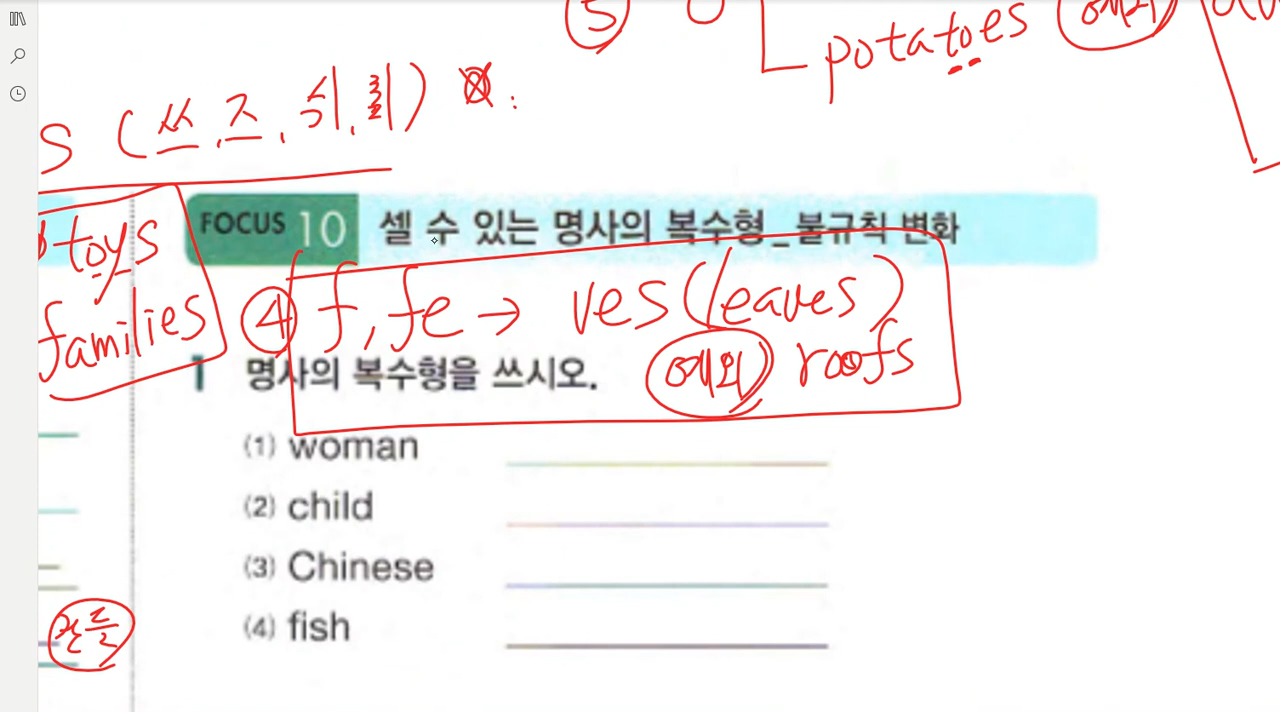 ⑤ o
potatoes 예외
s (쓰, 즈, 쉬, 취)
toys
families
FOCUS 10 셀 수 있는 명사의 복수형_불규칙 변화
④ f, fe → ves (leaves)
예외 roofs
1 명사의 복수형을 쓰시오.
(1) woman
(2) child
(3) Chinese
(4) fish